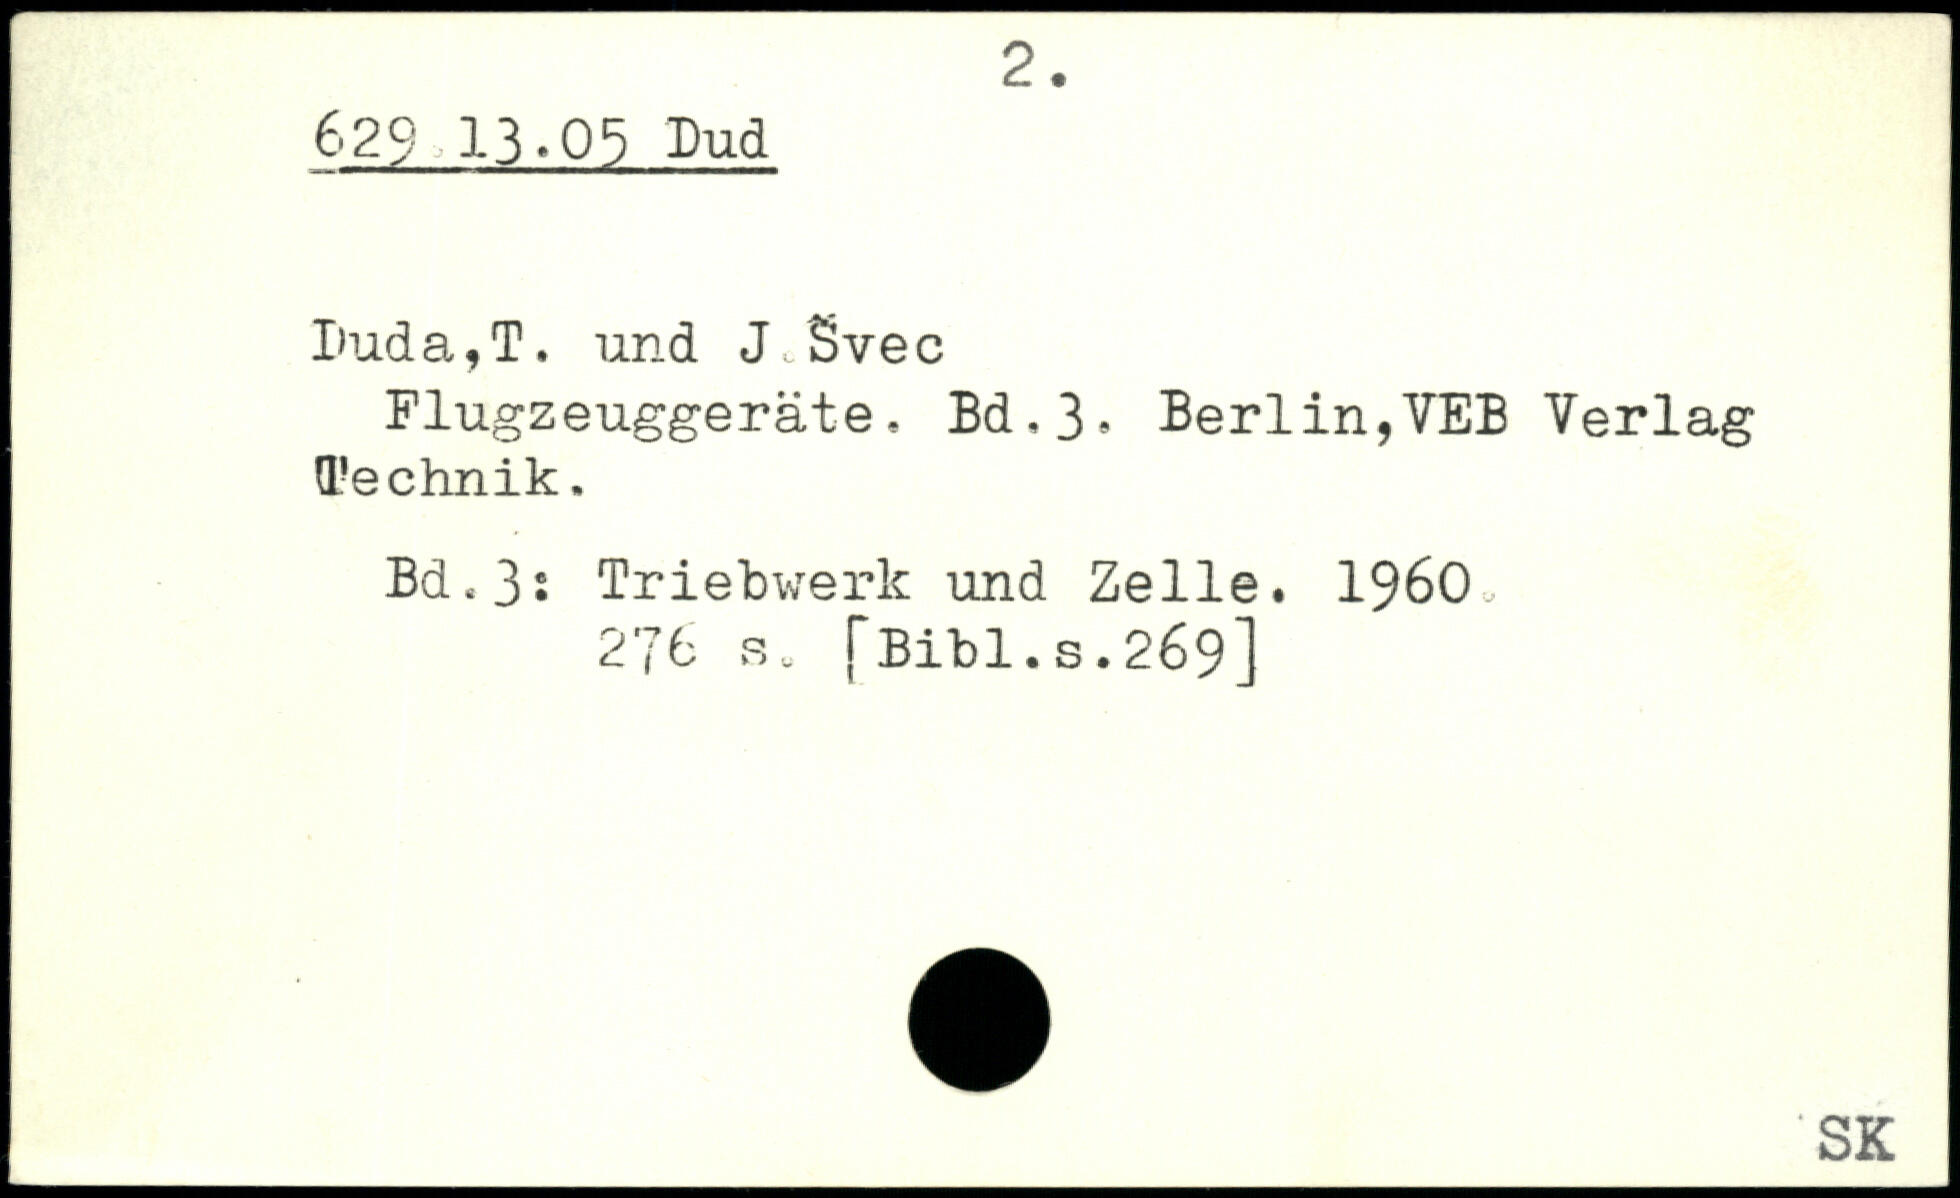 2.
629.13.05 Dud
Duda,T. und J.Švec
Flugzeuggeräte. Bd.3. Berlin,VEB Verlag
Technik.
Bd.3: Triebwerk und Zelle. 1960.
276 s. [Bibl.s.269]
SK